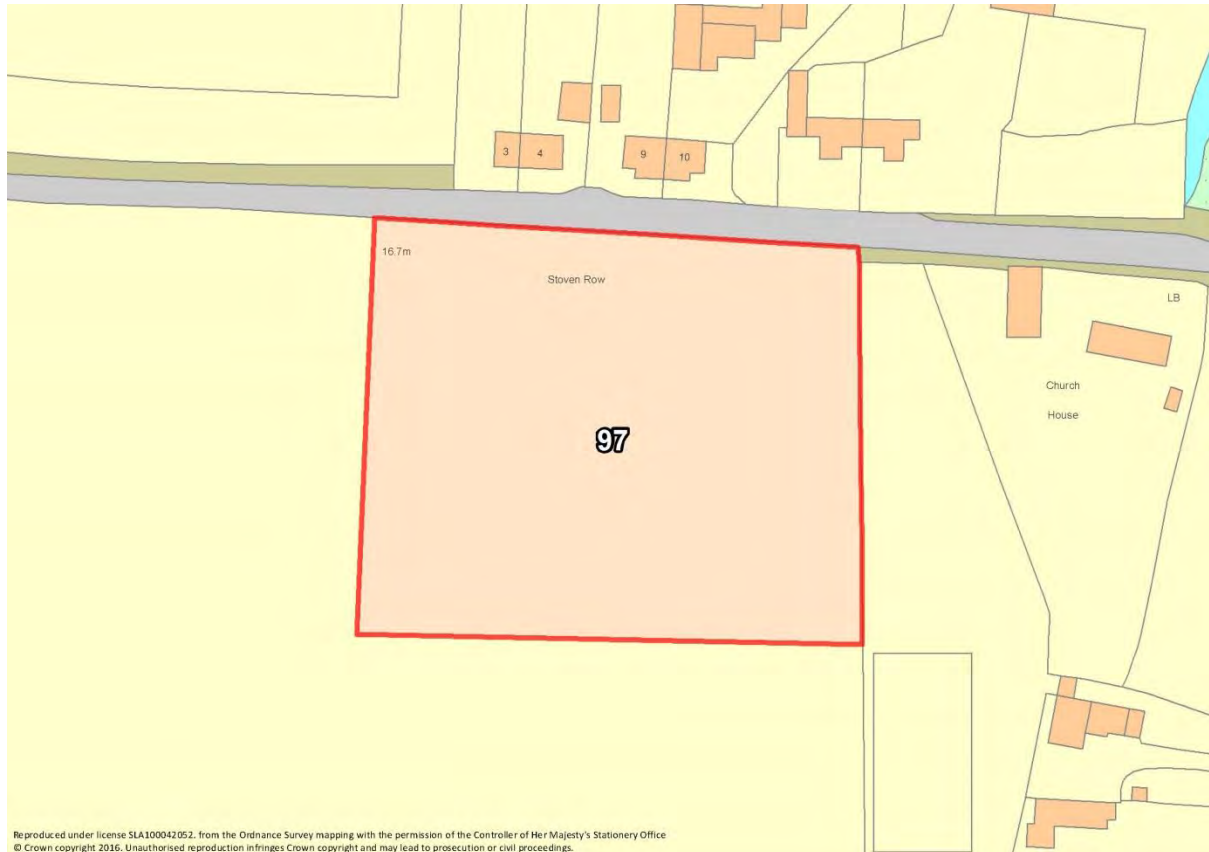 3
4
9
10
16.7m
Stoven Row
LB
Church
House
97
Reproduced under license SLA100042052. from the Ordnance Survey mapping with the permission of the Controller of Her Majesty's Stationery Office
© Crown copyright 2016. Unauthorised reproduction infringes Crown copyright and may lead to prosecution or civil proceedings.